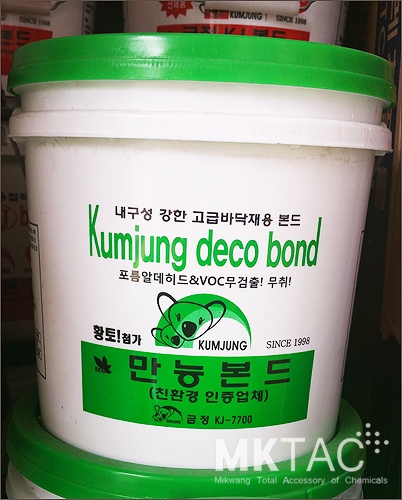 KUMJUNG
SINCE 1998
내구성 강한 고급바닥재용 본드
Kumjung deco bond
포름알데히드&VOC무검출! 무취!
황토!첨가
KUMJUNG
SINCE 1998
ECO
만능본드
(친환경 인증업체)
금정 KJ-7700
MKTAC
Mikwang Total Accessory of Chemicals